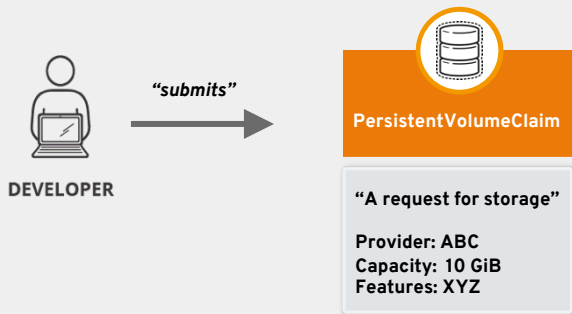 “submits”
DEVELOPER
PersistentVolumeClaim
“A request for storage”
Provider: ABC
Capacity: 10 GiB
Features: XYZ